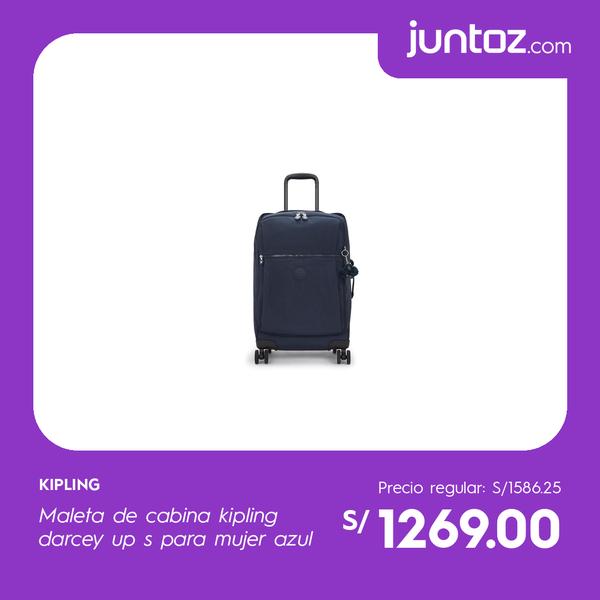 juntoz.com
KIPLING
Maleta de cabina kipling
darcey up s para mujer azul
Precio regular: S/1586.25
S/ 1269.00